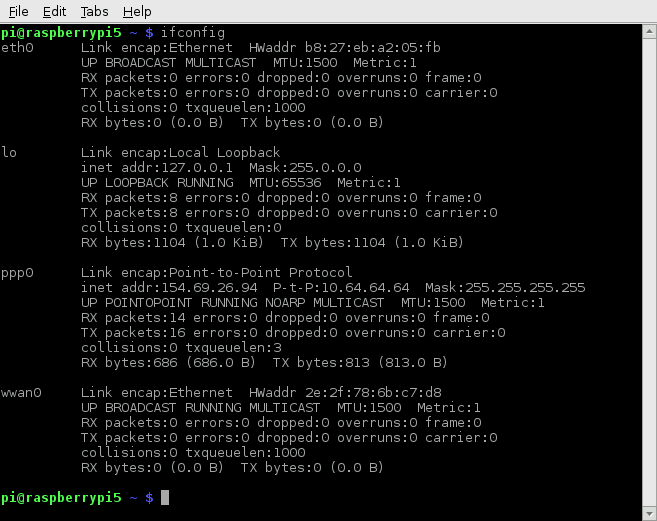 File Edit Tabs Help
pi@raspberrypi5 ~ $ ifconfig
eth0      Link encap:Ethernet  HWaddr b8:27:eb:a2:05:fb
          UP BROADCAST MULTICAST  MTU:1500  Metric:1
          RX packets:0 errors:0 dropped:0 overruns:0 frame:0
          TX packets:0 errors:0 dropped:0 overruns:0 carrier:0
          collisions:0 txqueuelen:1000
          RX bytes:0 (0.0 B)  TX bytes:0 (0.0 B)
lo        Link encap:Local Loopback
          inet addr:127.0.0.1  Mask:255.0.0.0
          UP LOOPBACK RUNNING  MTU:65536  Metric:1
          RX packets:8 errors:0 dropped:0 overruns:0 frame:0
          TX packets:8 errors:0 dropped:0 overruns:0 carrier:0
          collisions:0 txqueuelen:0
          RX bytes:1104 (1.0 KiB)  TX bytes:1104 (1.0 KiB)
ppp0      Link encap:Point-to-Point Protocol
          inet addr:154.69.26.94  P-t-P:10.64.64.64  Mask:255.255.255.255
          UP POINTOPOINT RUNNING NOARP MULTICAST  MTU:1500  Metric:1
          RX packets:14 errors:0 dropped:0 overruns:0 frame:0
          TX packets:16 errors:0 dropped:0 overruns:0 carrier:0
          collisions:0 txqueuelen:3
          RX bytes:686 (686.0 B)  TX bytes:813 (813.0 B)
wwan0     Link encap:Ethernet  HWaddr 2e:2f:78:6b:c7:d8
          UP BROADCAST RUNNING MULTICAST  MTU:1500  Metric:1
          RX packets:0 errors:0 dropped:0 overruns:0 frame:0
          TX packets:0 errors:0 dropped:0 overruns:0 carrier:0
          collisions:0 txqueuelen:1000
          RX bytes:0 (0.0 B)  TX bytes:0 (0.0 B)
pi@raspberrypi5 ~ $